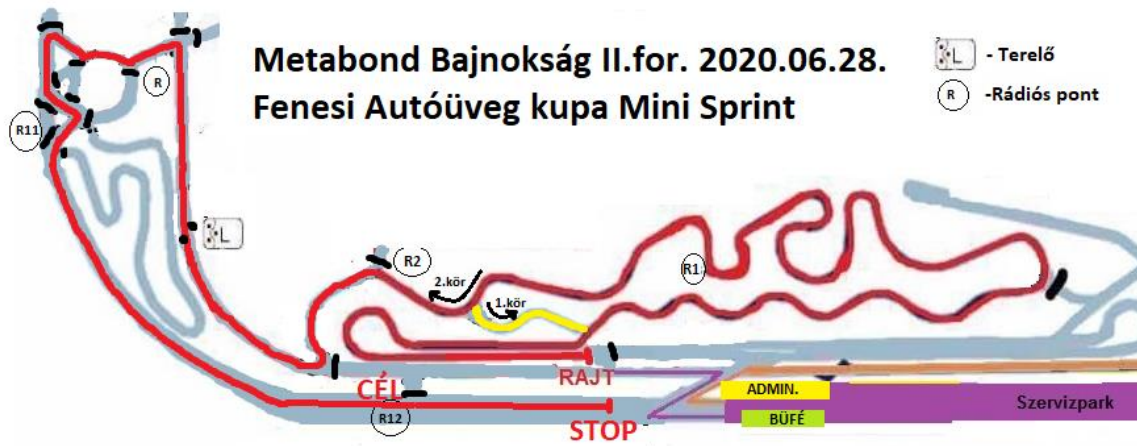 Metabond Bajnokság II.for. 2020.06.28.
Fenesi Autóüveg kupa Mini Sprint
L - Terelő
R -Rádiós pont
R
R11
L
R2
2.kör
1.kör
R1
CÉL
RAJT
R12
STOP
ADMIN.
BÜFÉ
Szervizpark